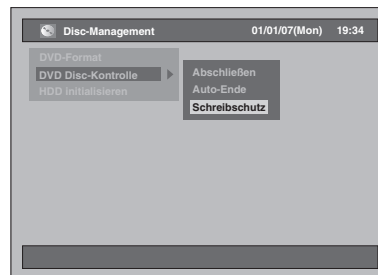 Disc-Management 01/01/07(Mon) 19:34
DVD-Format
DVD Disc-Kontrolle
HDD initialisieren
Abschließen
Auto-Ende
Schreibschutz